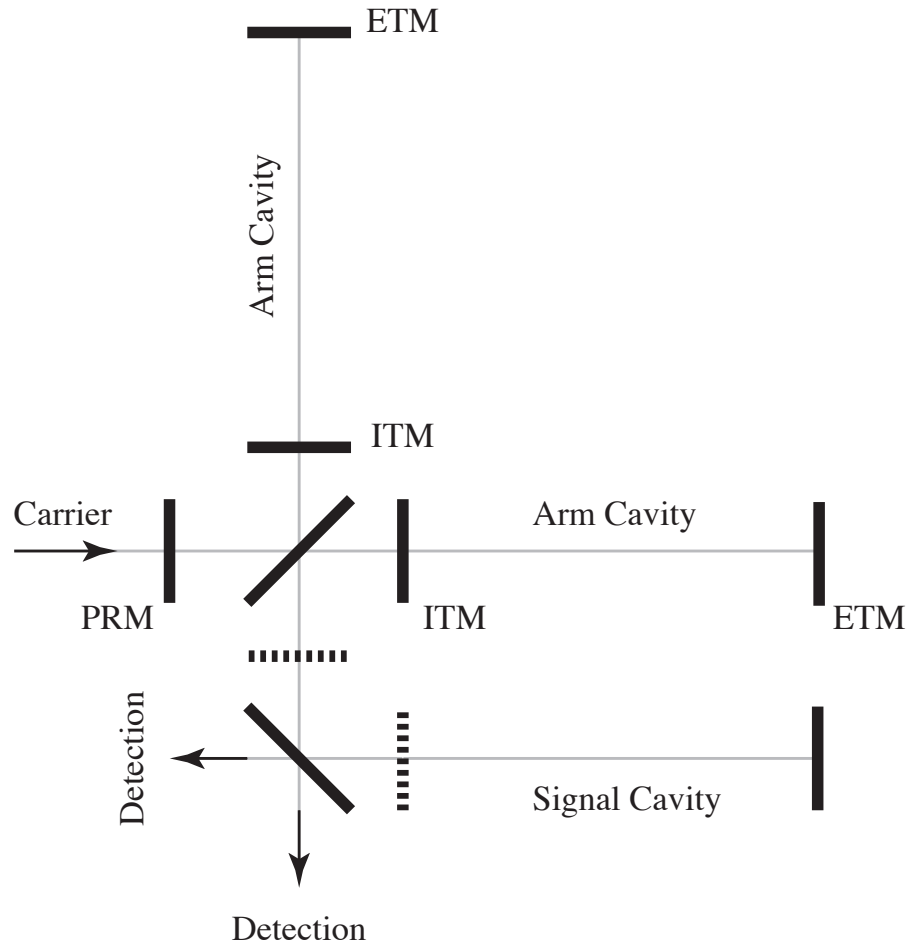 ETM
Arm Cavity
ITM
Carrier
Arm Cavity
PRM
ITM
ETM
Detection
Signal Cavity
Detection